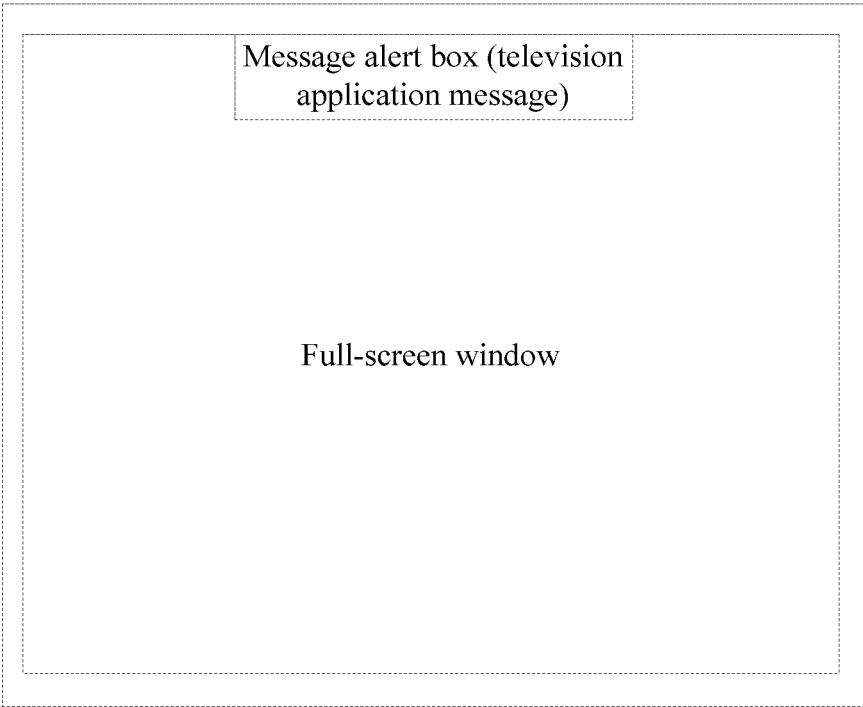 Message alert box (television
application message)
Full-screen window